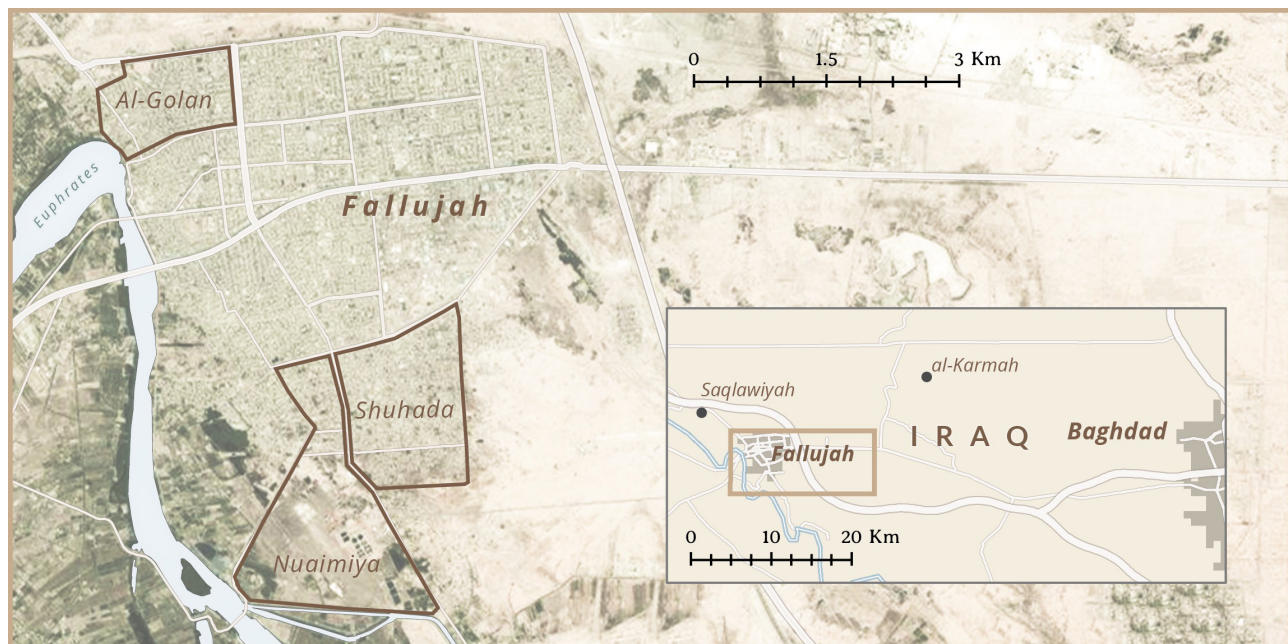 0 1.5 3 Km
Al-Golan
Euphrates
Fallujah
Shuhada
Nuaimiya
al-Karmah
Saqlawiyah
IRAQ
Baghdad
Fallujah
0 10 20 Km